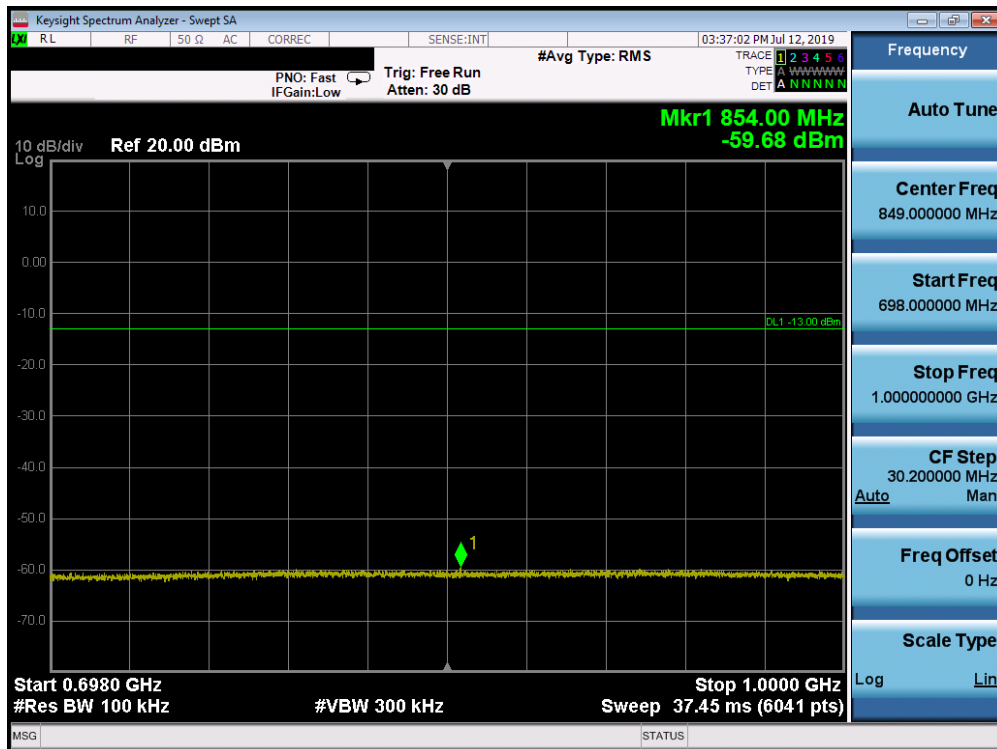 Keysight Spectrum Analyzer - Swept SA
LXI RL RF 50 Ω AC CORREC SENSE:INT 03:37:02 PM Jul 12, 2019
#Avg Type: RMS TRACE 1 2 3 4 5 6
PNO: Fast Trig: Free Run TYPE A WWWWW
IFGain:Low Atten: 30 dB DET A N N N N N
Mkr1 854.00 MHz
-59.68 dBm
10 dB/div Ref 20.00 dBm
Log
10.0
0.00
-10.0
DL1 -13.00 dBm
-20.0
-30.0
-40.0
-50.0
1
-60.0
-70.0
Start 0.6980 GHz Stop 1.0000 GHz
#Res BW 100 kHz #VBW 300 kHz Sweep 37.45 ms (6041 pts)
MSG STATUS
Frequency
Auto Tune
Center Freq
849.000000 MHz
Start Freq
698.000000 MHz
Stop Freq
1.000000000 GHz
CF Step
30.200000 MHz
Auto Man
Freq Offset
0 Hz
Scale Type
Log Lin